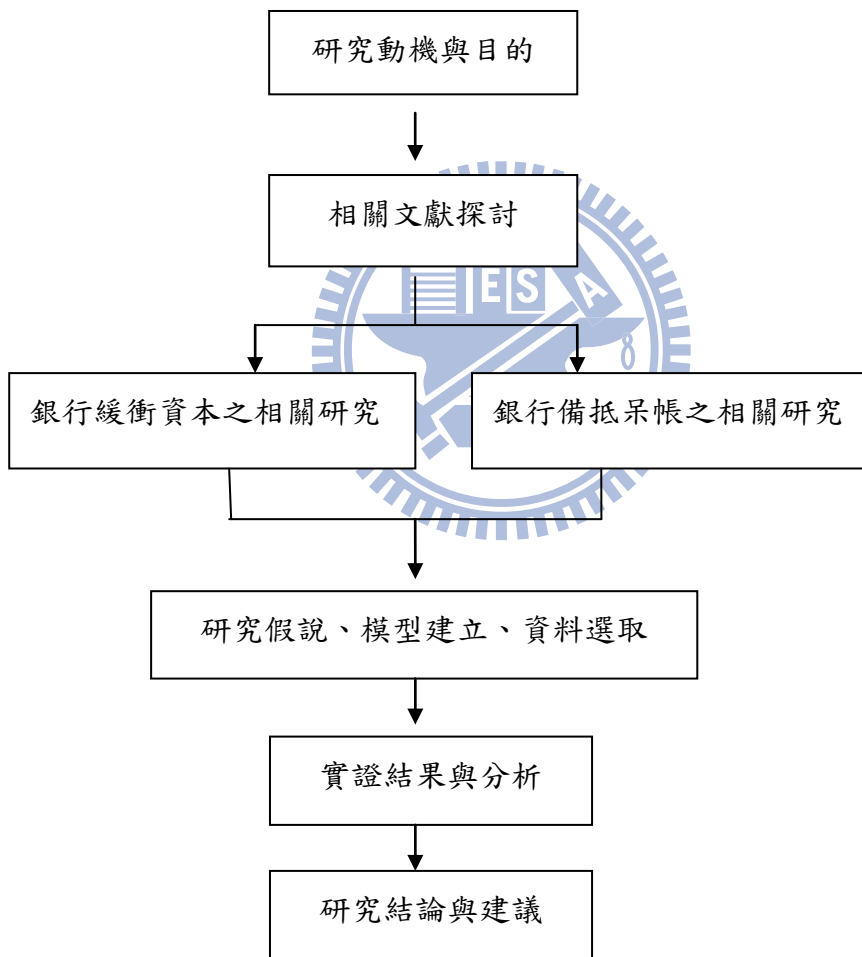 研究動機與目的
相關文獻探討
ESA
銀行緩衝資本之相關研究
銀行備抵呆帳之相關研究
8
研究假說、模型建立、資料選取
實證結果與分析
研究結論與建議